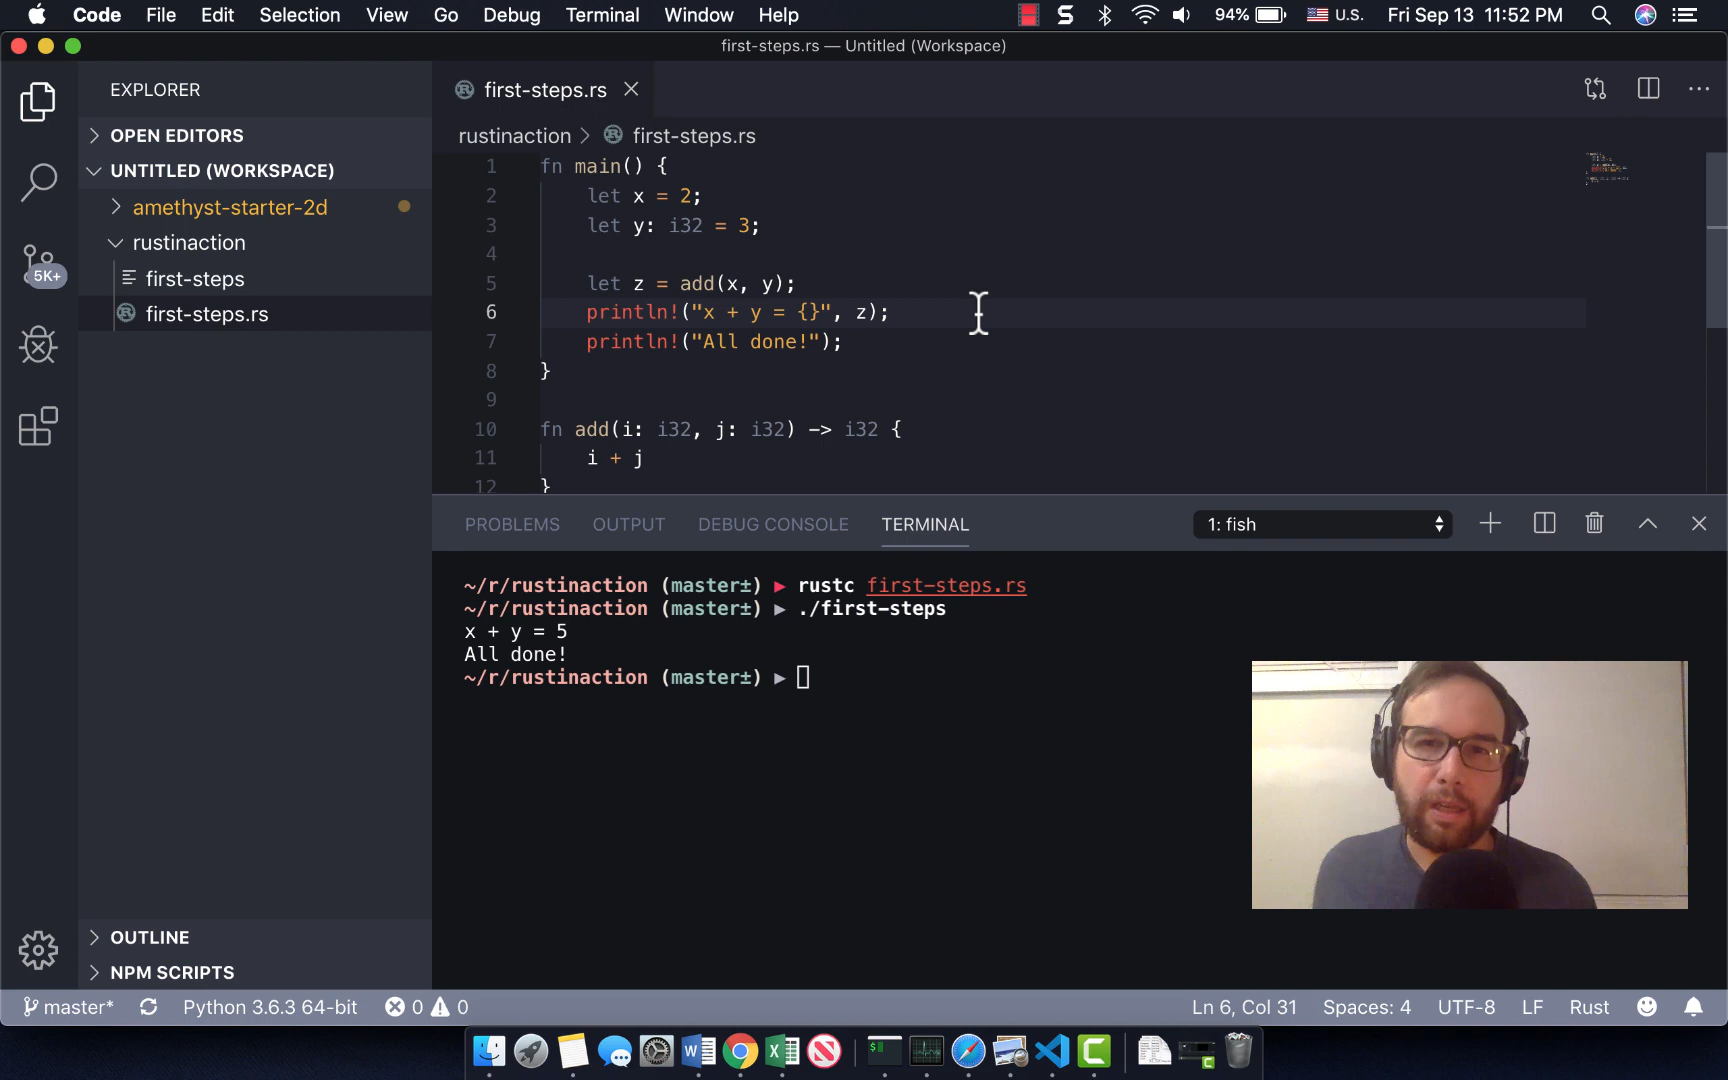 Code File Edit Selection View Go Debug Terminal Window Help 94% U.S. Fri Sep 13 11:52 PM
first-steps.rs — Untitled (Workspace)
EXPLORER
OPEN EDITORS
UNTITLED (WORKSPACE)
amethyst-starter-2d
rustinaction
first-steps
first-steps.rs
5K+
OUTLINE
NPM SCRIPTS
first-steps.rs
rustinaction > first-steps.rs
1 fn main() {
2 let x = 2;
3 let y: i32 = 3;
4
5 let z = add(x, y);
6 println!("x + y = {}", z);
7 println!("All done!");
8 }
9
10 fn add(i: i32, j: i32) -> i32 {
11 i + j
12 }
PROBLEMS OUTPUT DEBUG CONSOLE TERMINAL 1: fish
~/r/rustinaction (master±) ▶ rustc first-steps.rs
~/r/rustinaction (master±) ▶ ./first-steps
x + y = 5
All done!
~/r/rustinaction (master±) ▶
master* Python 3.6.3 64-bit 0 0 Ln 6, Col 31 Spaces: 4 UTF-8 LF Rust